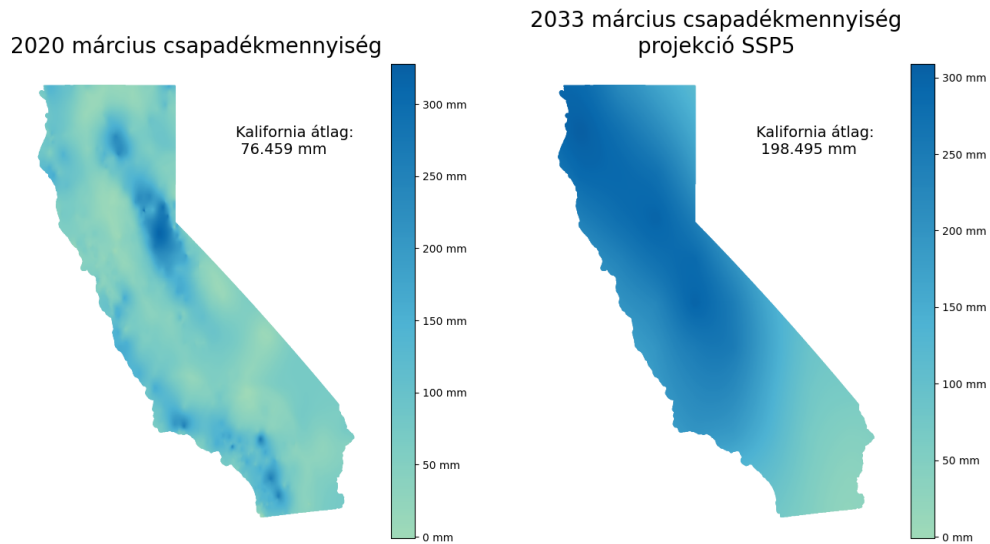 2020 március csapadékmennyiség
Kalifornia átlag:
76.459 mm
300 mm
250 mm
200 mm
150 mm
100 mm
50 mm
0 mm
2033 március csapadékmennyiség
projekció SSP5
Kalifornia átlag:
198.495 mm
300 mm
250 mm
200 mm
150 mm
100 mm
50 mm
0 mm